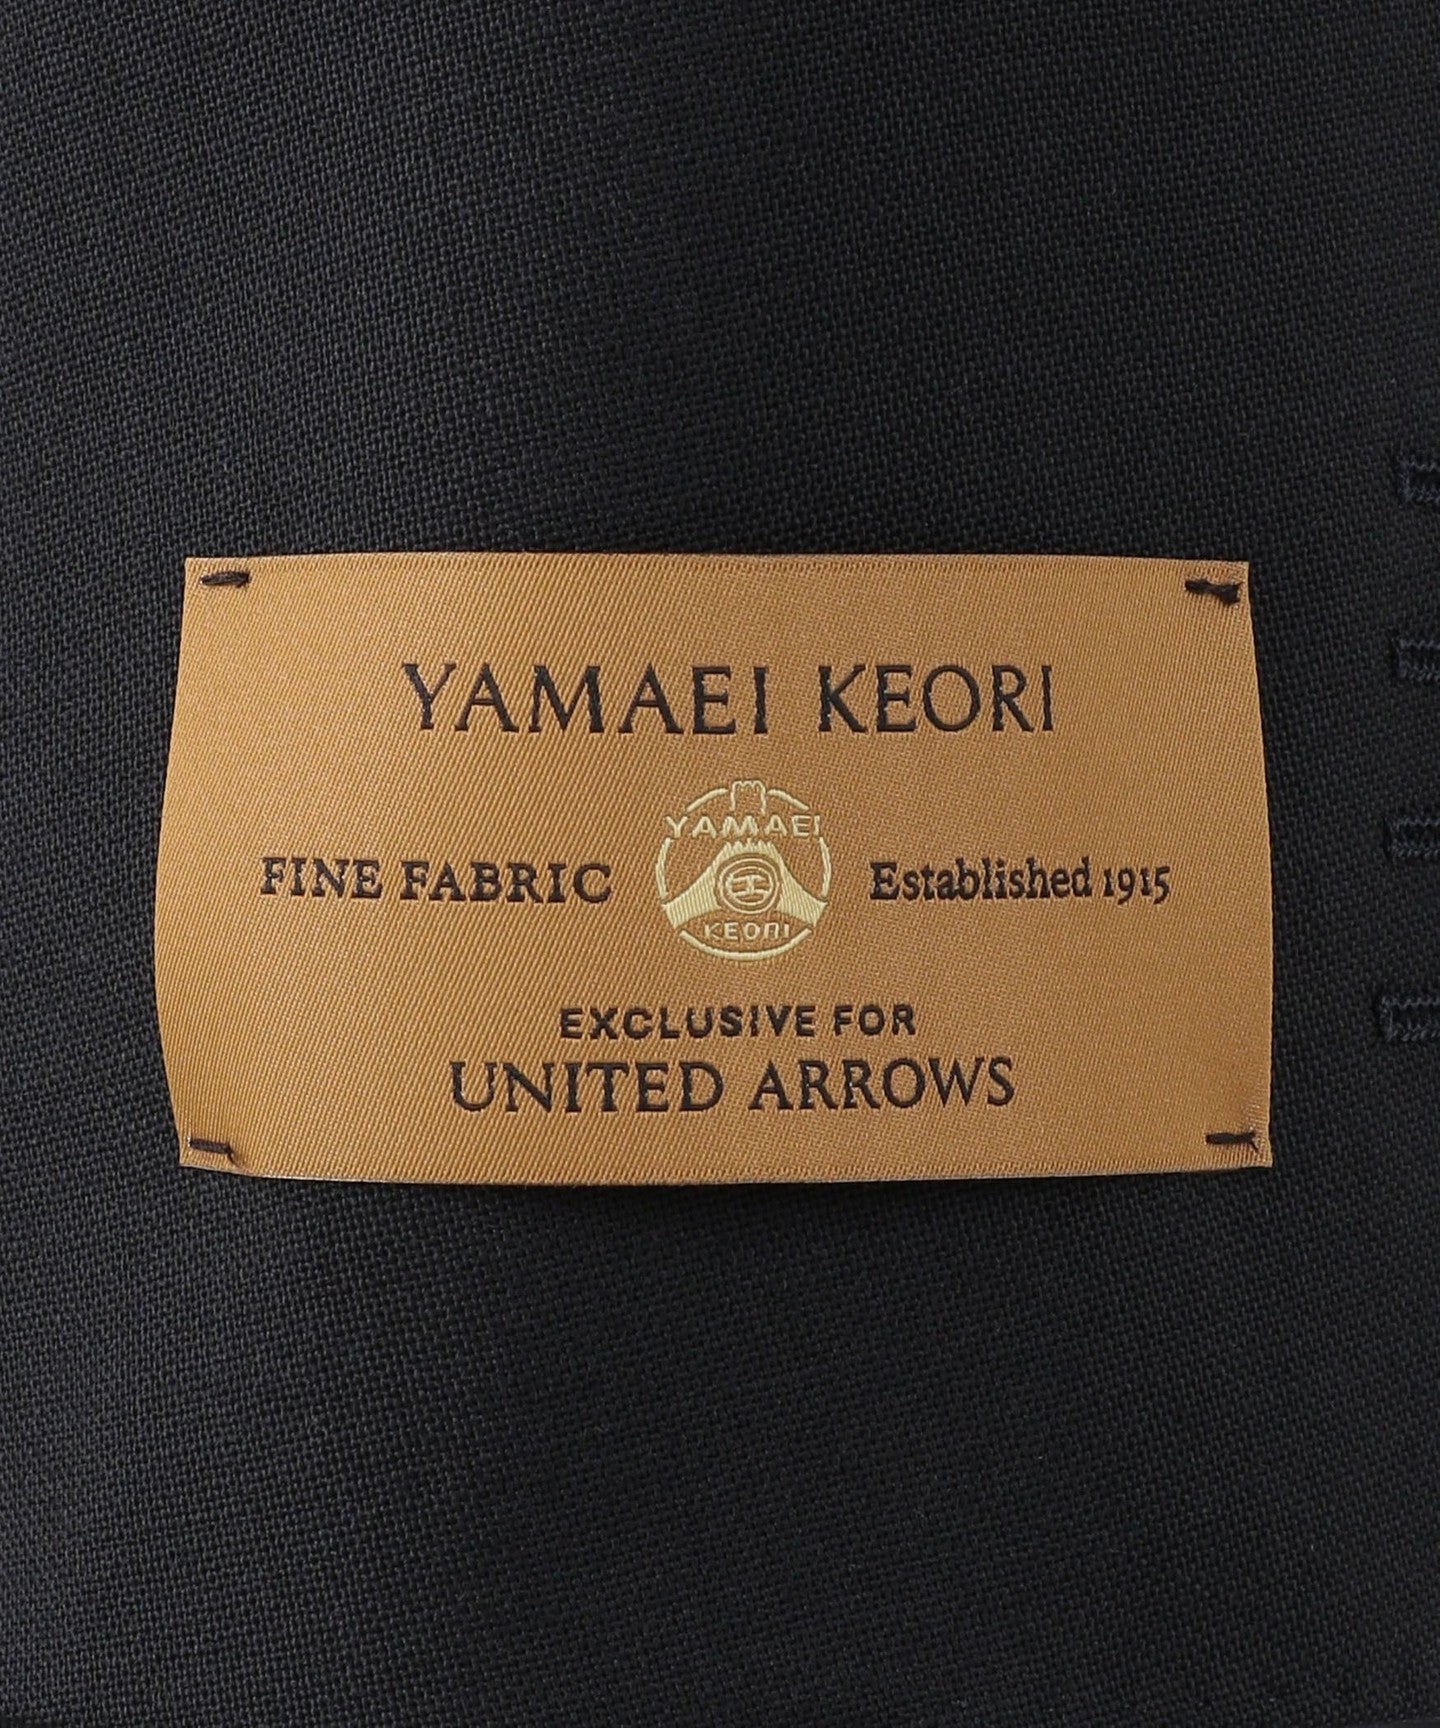 YAMAEI KEORI
FINE FABRIC
YAMAEI
KEORI
Established 1915
EXCLUSIVE FOR
UNITED ARROWS